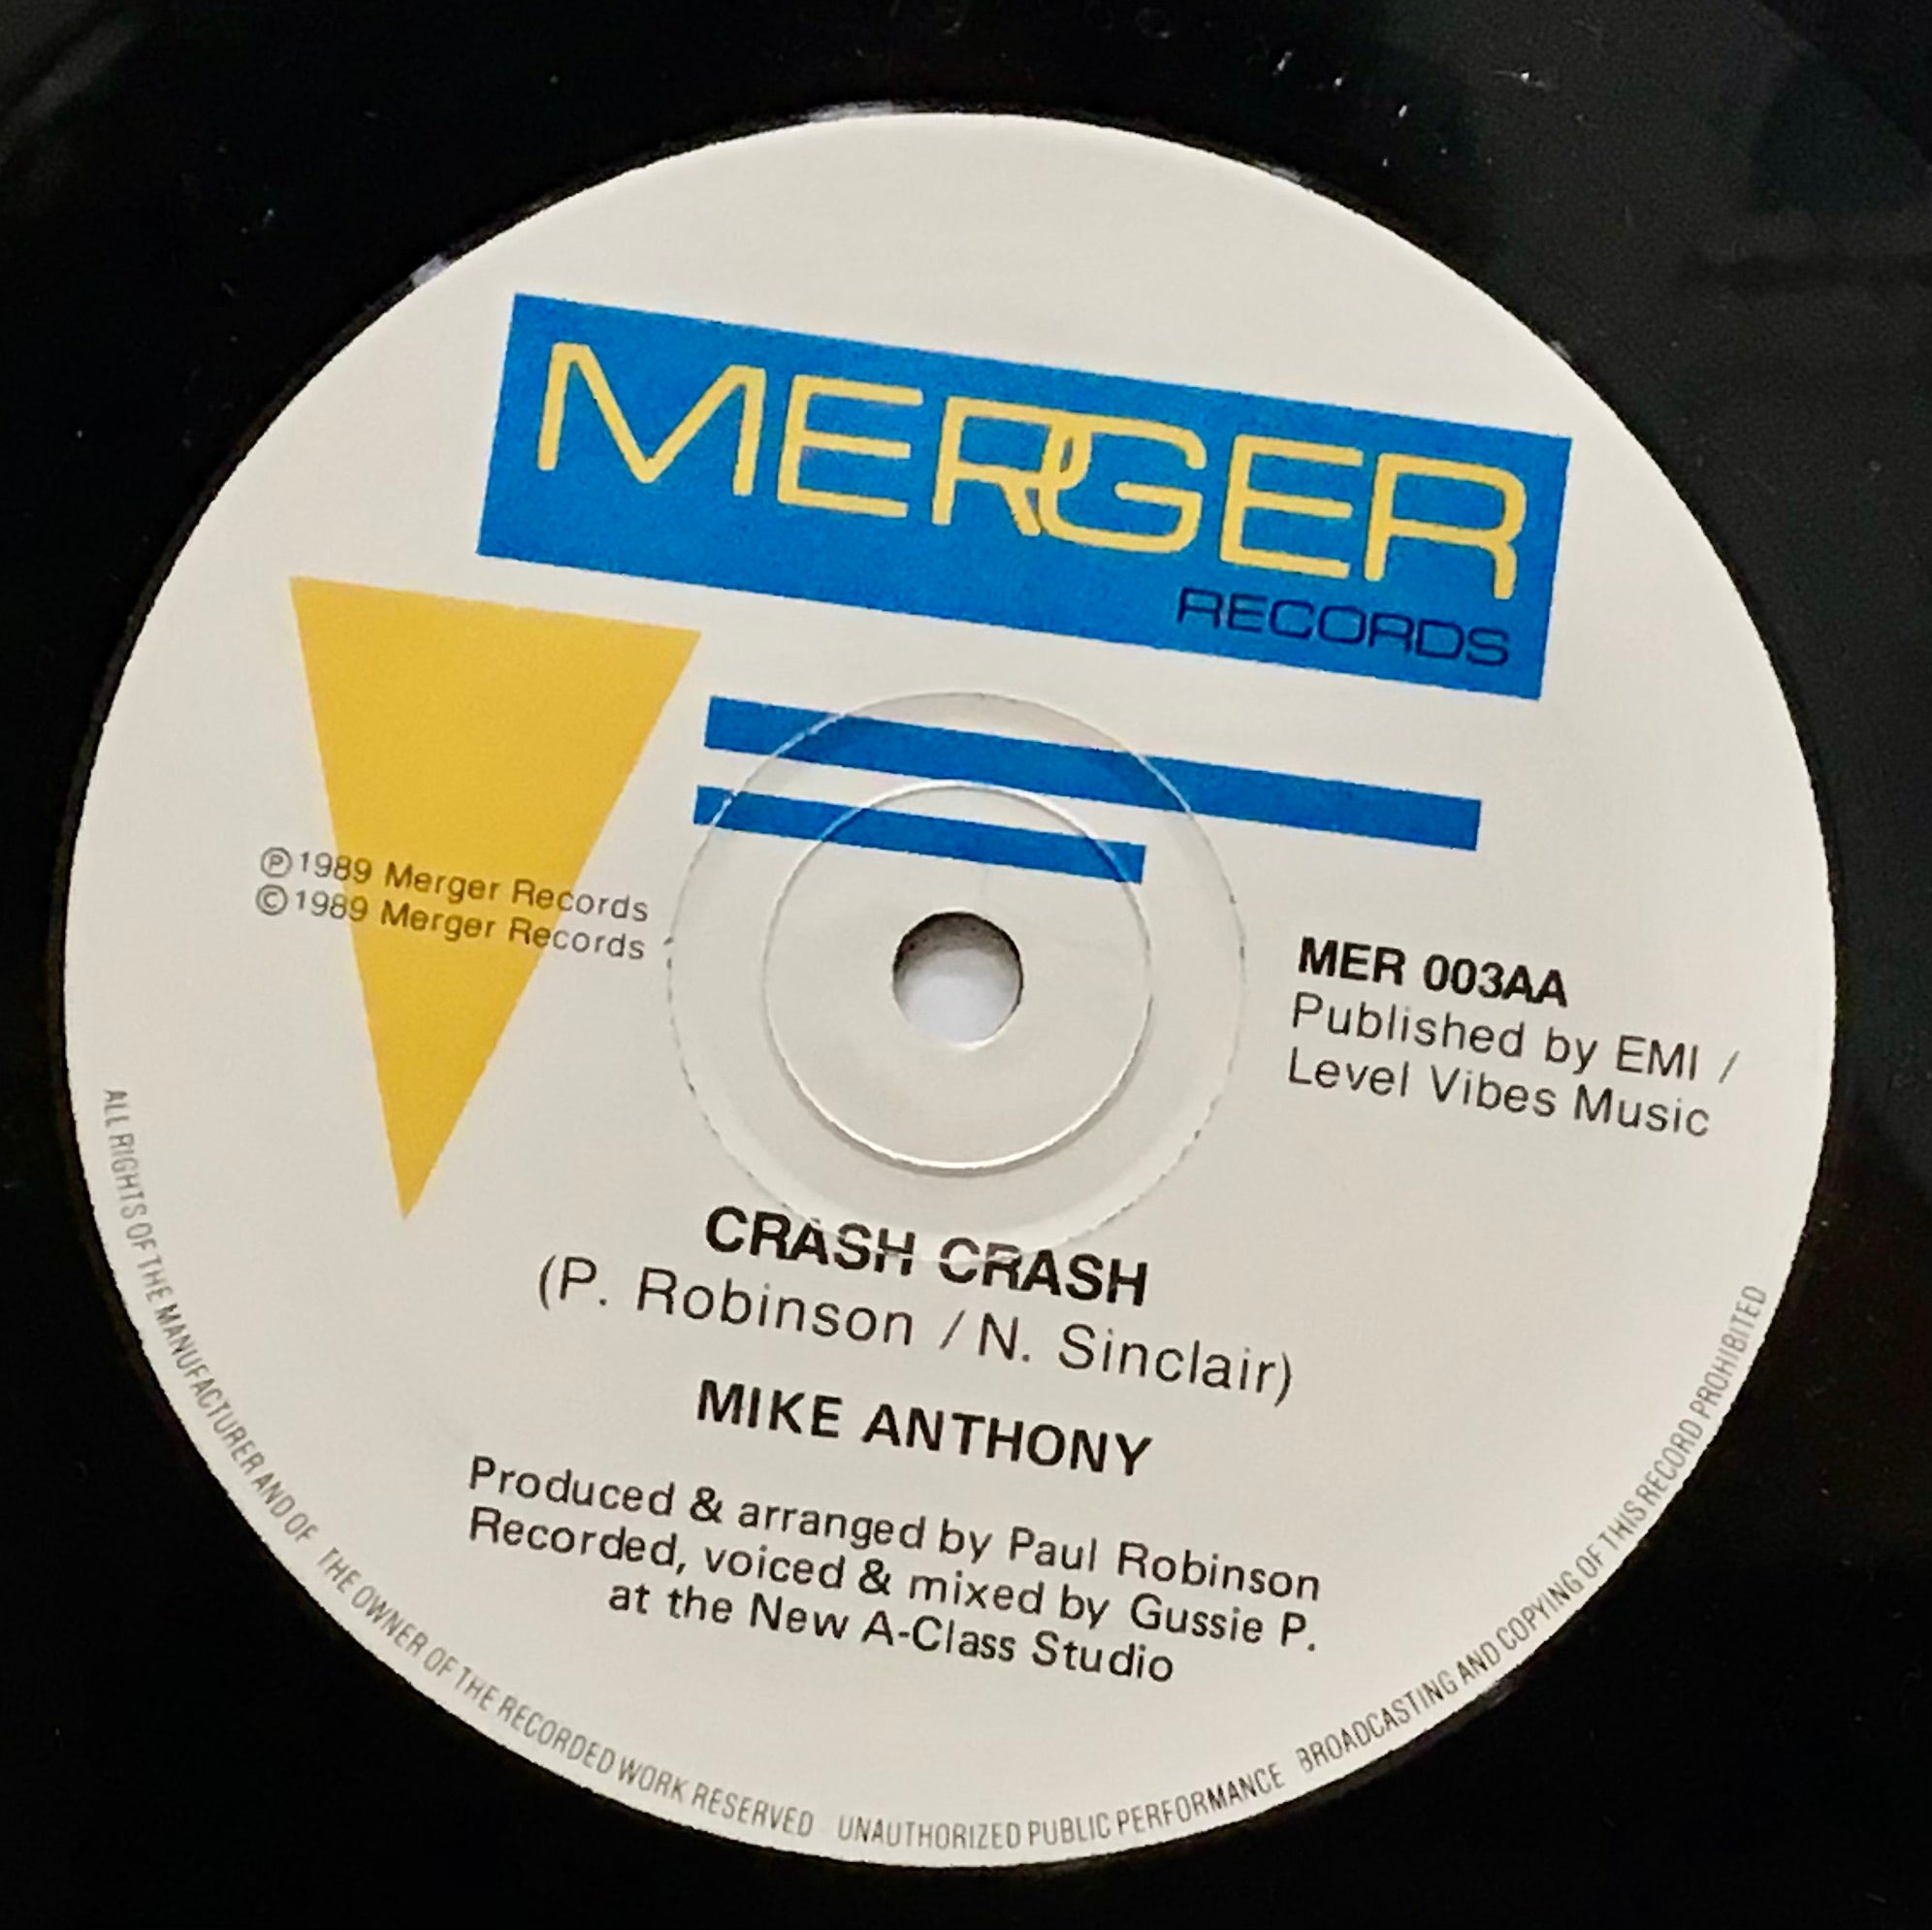 MERGER
RECORDS
Ⓟ1989 Merger Records
©1989 Merger Records
MER 003AA
Published by EMI /
Level Vibes Music
CRASH CRASH
(P. Robinson / N. Sinclair)
MIKE ANTHONY
Produced & arranged by Paul Robinson
Recorded, voiced & mixed by Gussie P.
at the New A-Class Studio
ALL RIGHTS OF THE MANUFACTURER AND OF THE OWNER OF THE RECORDED WORK RESERVED UNAUTHORIZED PUBLIC PERFORMANCE BROADCASTING AND COPYING OF THIS RECORD PROHIBITED